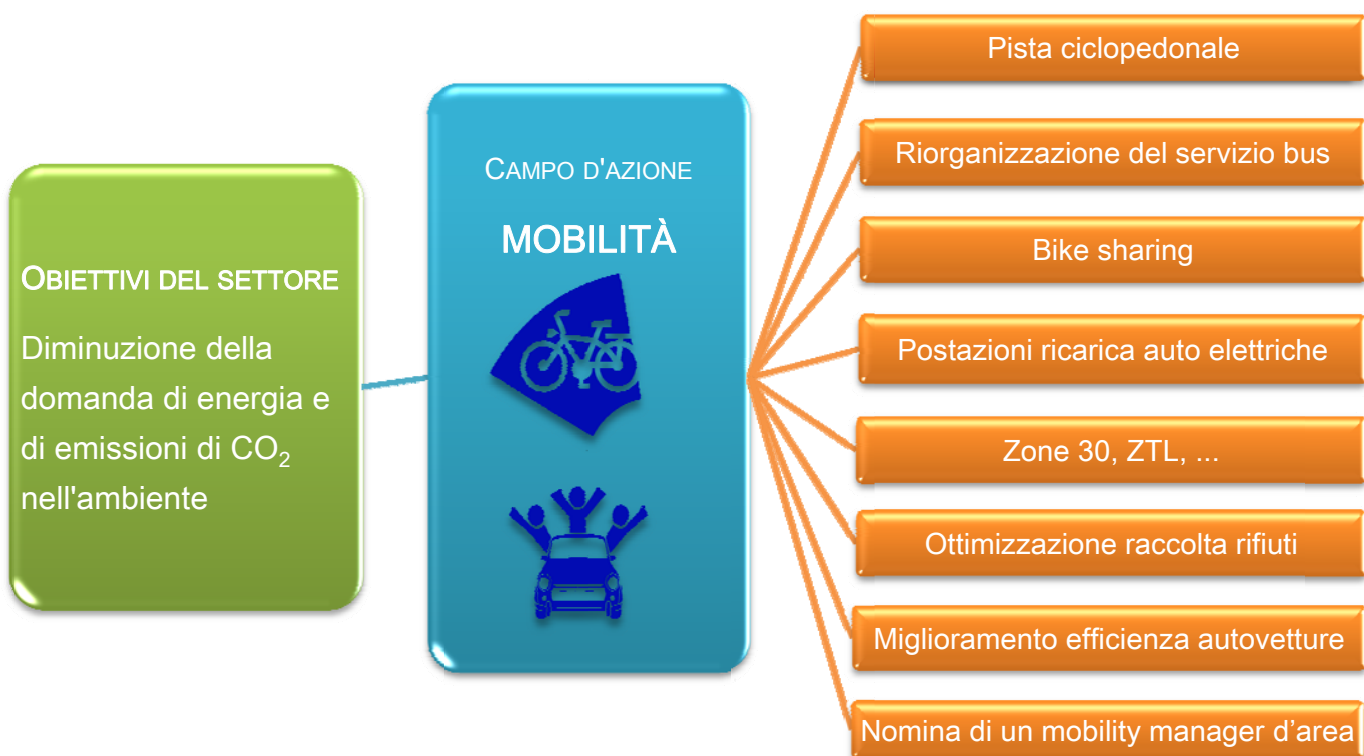 OBIETTIVI DEL SETTORE
Diminuzione della
domanda di energia e
di emissioni di CO₂
nell'ambiente
CAMPO D'AZIONE
MOBILITÀ
Pista ciclopedonale
Riorganizzazione del servizio bus
Bike sharing
Postazioni ricarica auto elettriche
Zone 30, ZTL, ...
Ottimizzazione raccolta rifiuti
Miglioramento efficienza autovetture
Nomina di un mobility manager d’area